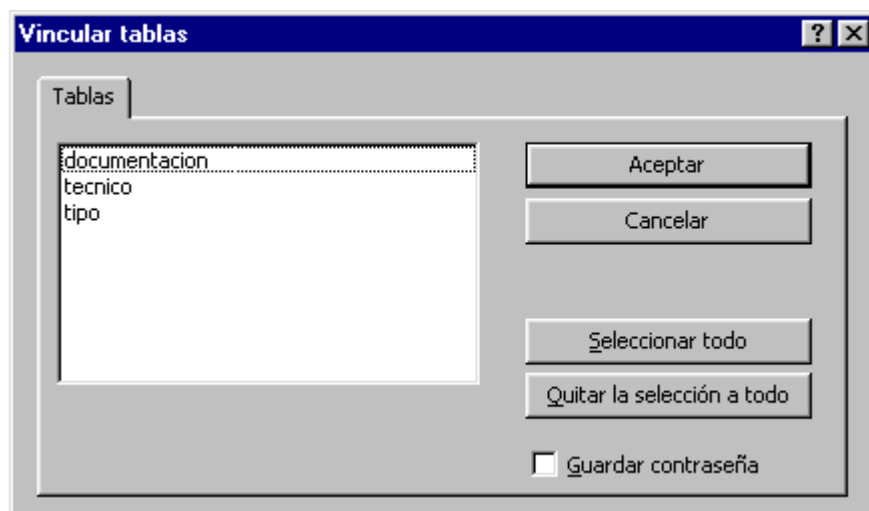 Vincular tablas
Tablas
documentacion
tecnico
tipo
Aceptar
Cancelar
Seleccionar todo
Quitar la selección a todo
Guardar contraseña